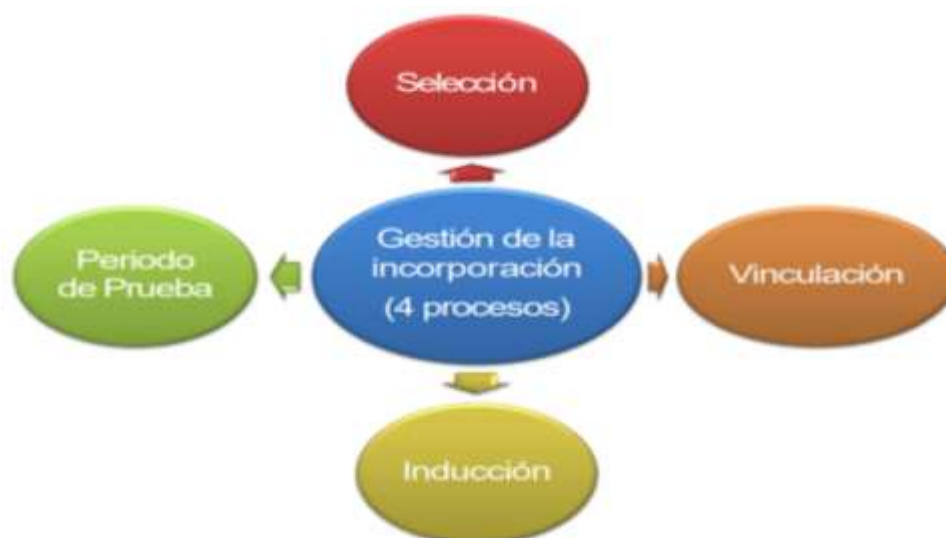 Selección
Gestión de la
incorporación
(4 procesos)
Periodo
de Prueba
Vinculación
Inducción